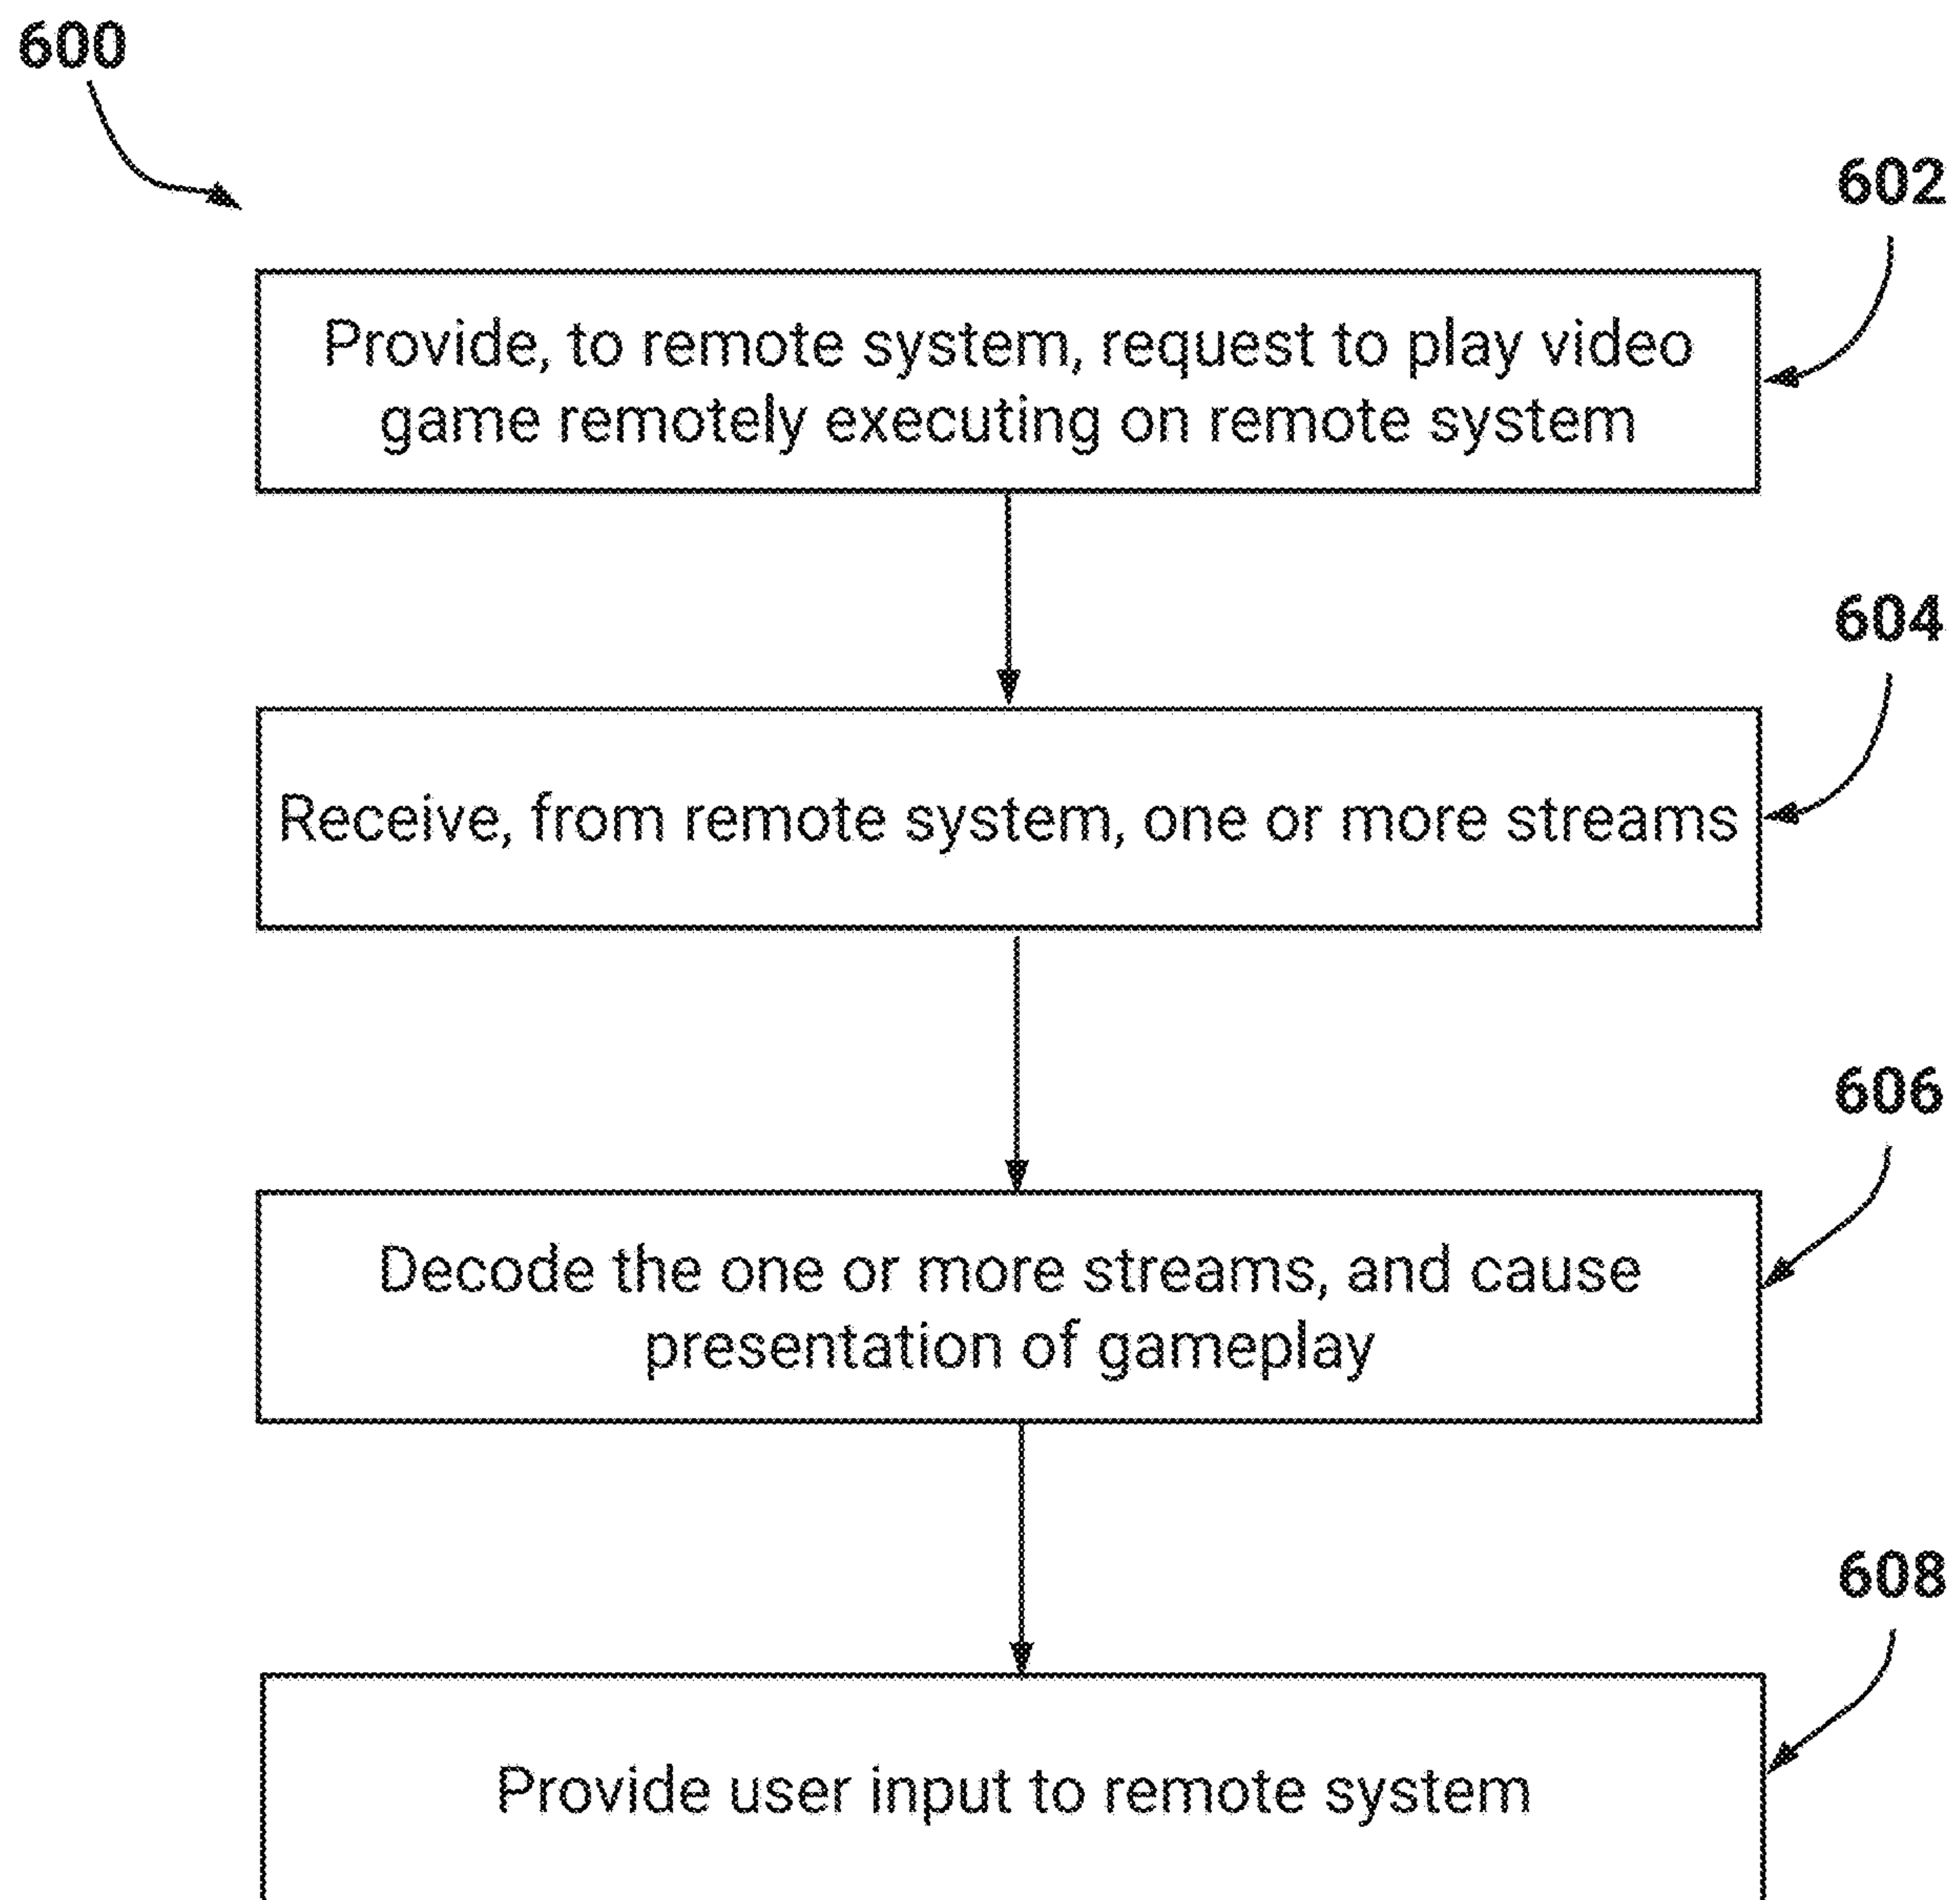 600
602
Provide, to remote system, request to play video
game remotely executing on remote system
604
Receive, from remote system, one or more streams
606
Decode the one or more streams, and cause
presentation of gameplay
608
Provide user input to remote system